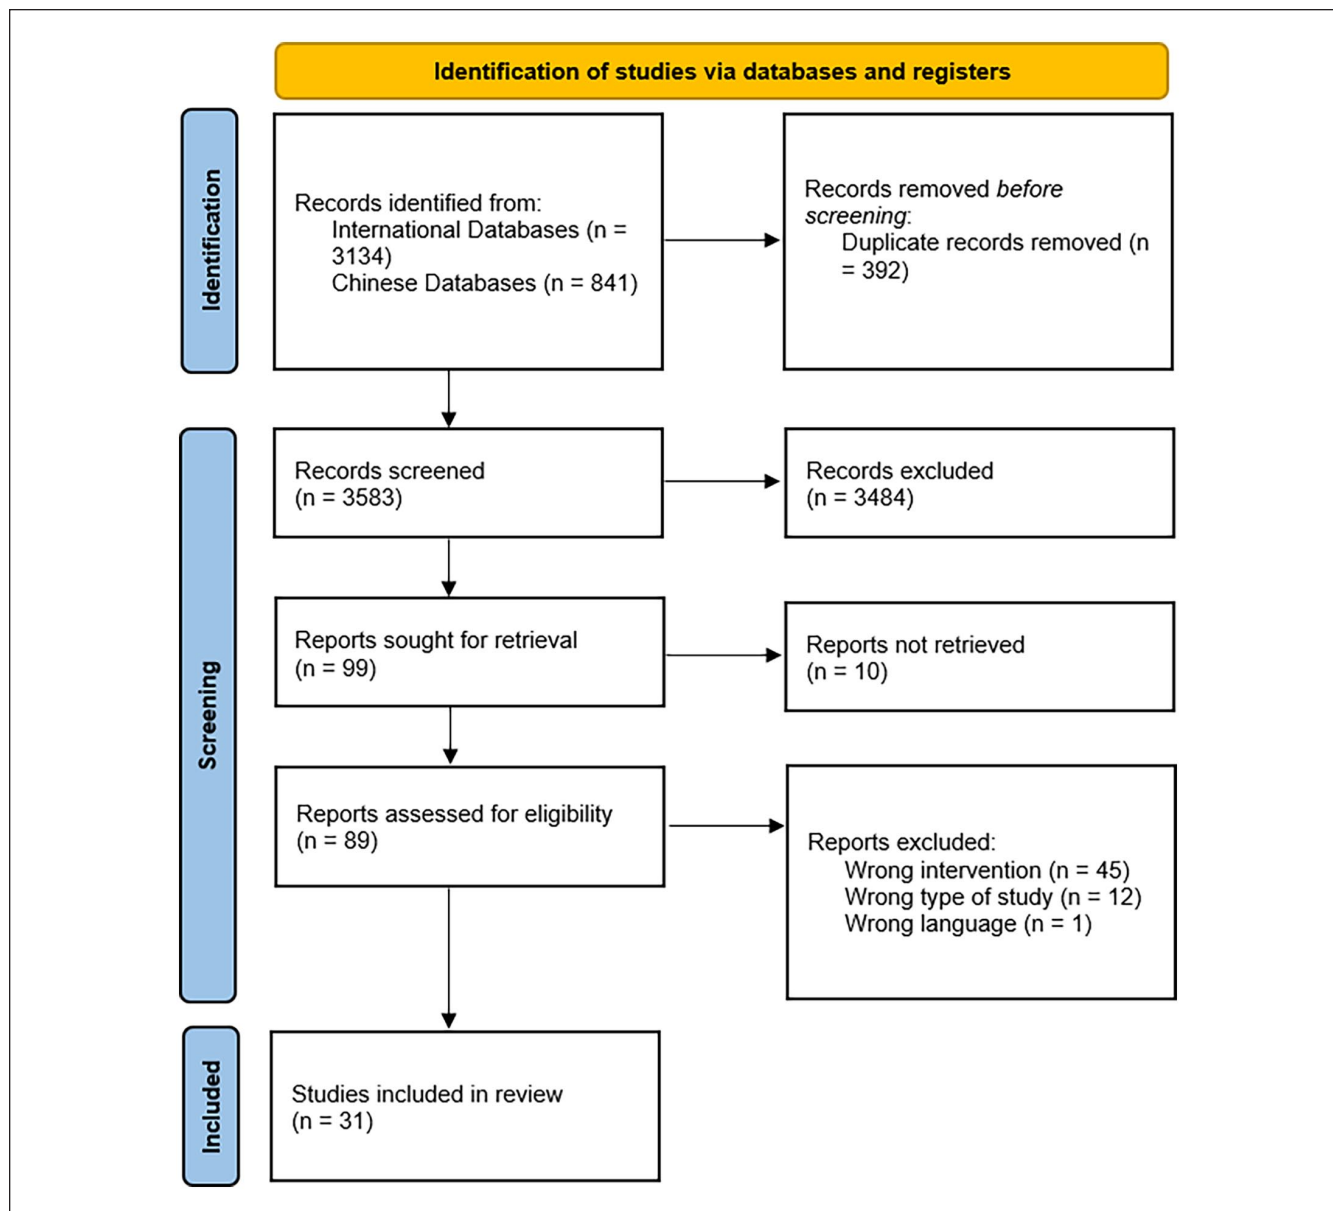 Identification of studies via databases and registers
Identification
Records identified from:
International Databases (n =
3134)
Chinese Databases (n = 841)
Records removed before
screening:
Duplicate records removed (n
= 392)
Screening
Records screened
(n = 3583)
Records excluded
(n = 3484)
Reports sought for retrieval
(n = 99)
Reports not retrieved
(n = 10)
Reports assessed for eligibility
(n = 89)
Reports excluded:
Wrong intervention (n = 45)
Wrong type of study (n = 12)
Wrong language (n = 1)
Included
Studies included in review
(n = 31)